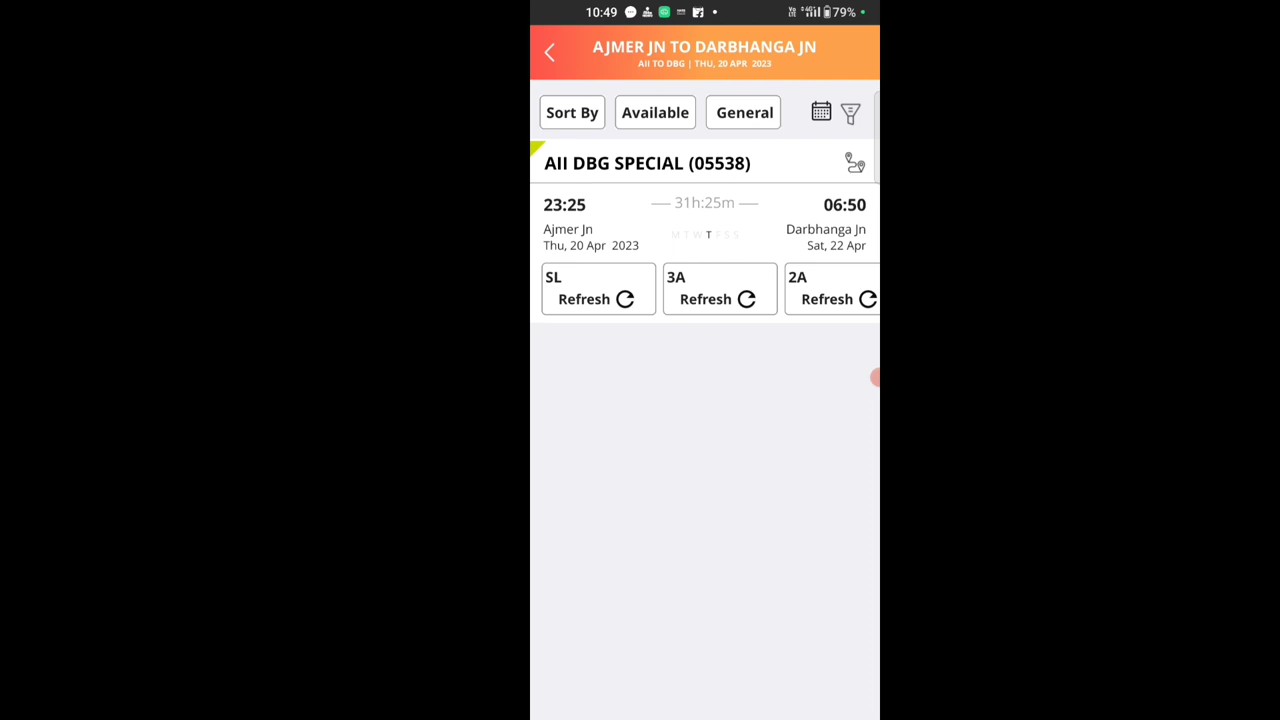 10:49 79%
AJMER JN TO DARBHANGA JN
AII TO DBG | THU, 20 APR 2023
Sort By Available General
AII DBG SPECIAL (05538)
23:25 31h:25m 06:50
Ajmer Jn M T W T F S S Darbhanga Jn
Thu, 20 Apr 2023 Sat, 22 Apr
SL 3A 2A
Refresh Refresh Refresh